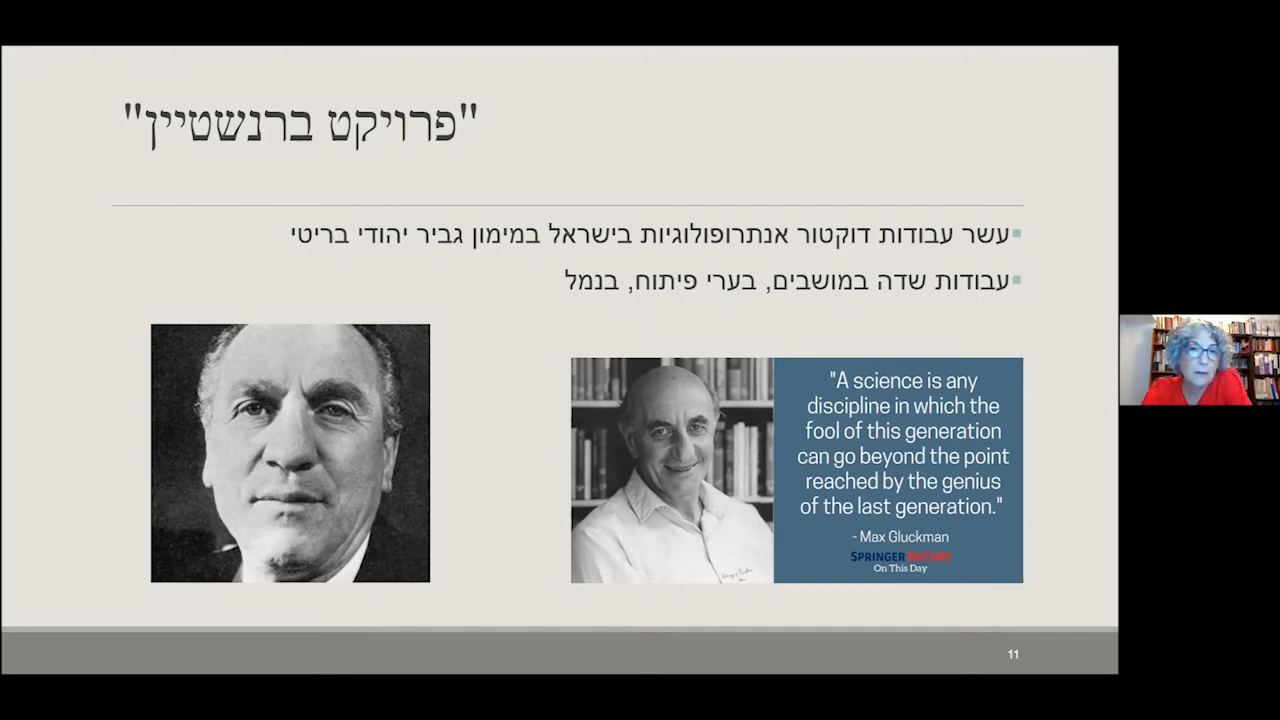 "פרויקט ברנשטיין"
עשר עבודות דוקטור אנתרופולוגיות בישראל במימון גביר יהודי בריטי
עבודות שדה במושבים, בערי פיתוח, בנמל
"A science is any
discipline in which the
fool of this generation
can go beyond the point
reached by the genius
of the last generation."
- Max Gluckman
SPRINGER NATURE
On This Day
11